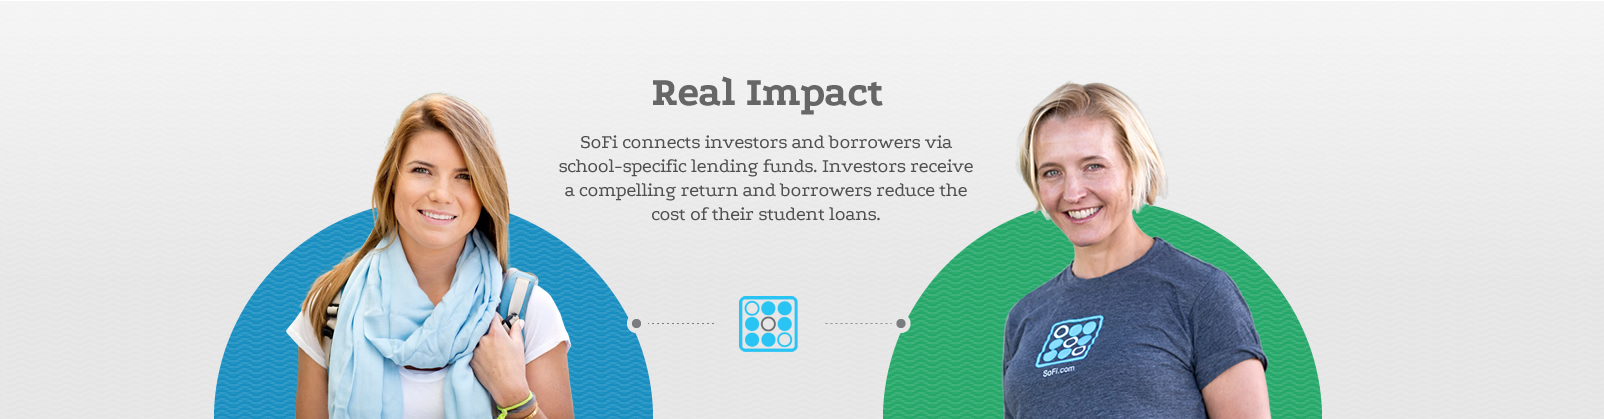 Real Impact
SoFi connects investors and borrowers via
school-specific lending funds. Investors receive
a compelling return and borrowers reduce the
cost of their student loans.
SoFi.com